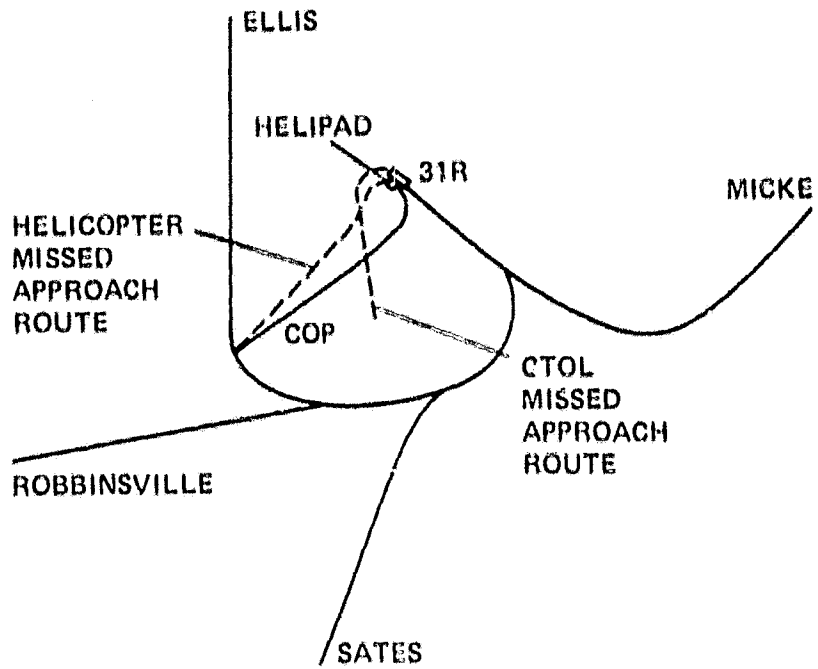 ELLIS
HELIPAD
31R
MICKE
HELICOPTER
MISSED
APPROACH
ROUTE
COP
CTOL
MISSED
APPROACH
ROUTE
ROBBINSVILLE
SATES